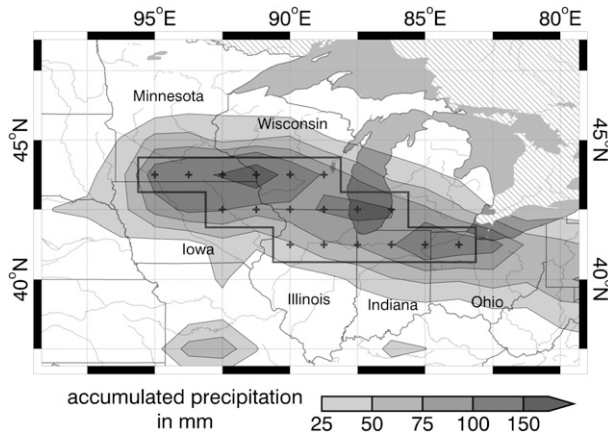 95°W 90°W 85°W 80°W
Minnesota
Wisconsin
45°N
45°N
Iowa
40°N
40°N
Illinois
Indiana
Ohio
accumulated precipitation
in mm
25 50 75 100 150